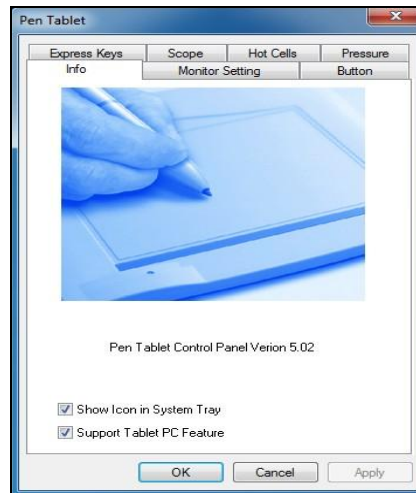 Pen Tablet
Express Keys Scope Hot Cells Pressure
Info Monitor Setting Button
Pen Tablet Control Panel Verion 5.02
Show Icon in System Tray
Support Tablet PC Feature
OK Cancel Apply